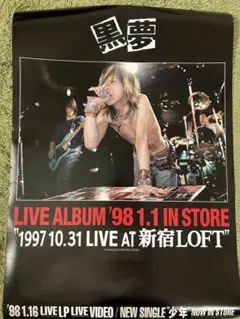 黒夢
LIVE ALBUM '98 1.1 IN STORE
"1997 10.31 LIVE AT 新宿LOFT"
'98 1.16 LIVE LP LIVE VIDEO / NEW SINGLE "少年" NOW IN STORE